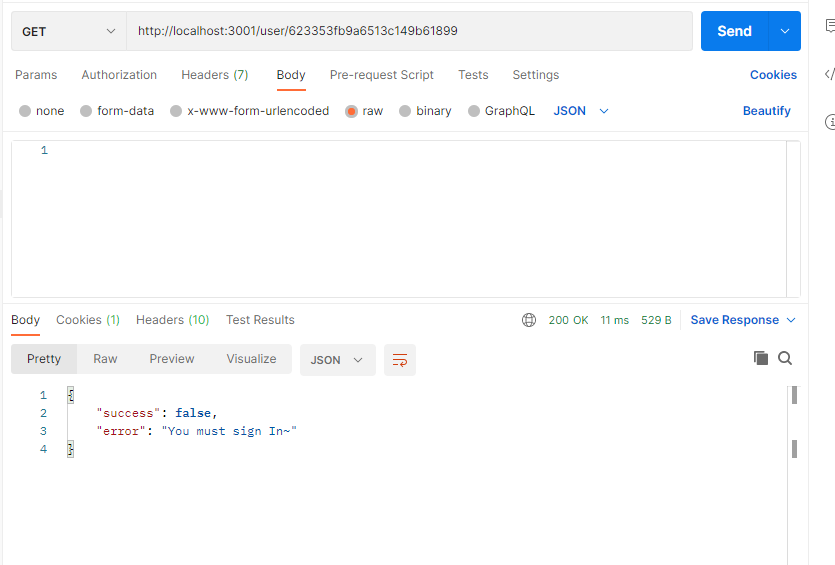 GET http://localhost:3001/user/623353fb9a6513c149b61899 Send
Params Authorization Headers (7) Body Pre-request Script Tests Settings Cookies
none form-data x-www-form-urlencoded raw binary GraphQL JSON Beautify
1
Body Cookies (1) Headers (10) Test Results 200 OK 11 ms 529 B Save Response
Pretty Raw Preview Visualize JSON
1 {
2 "success": false,
3 "error": "You must sign In~"
4 }